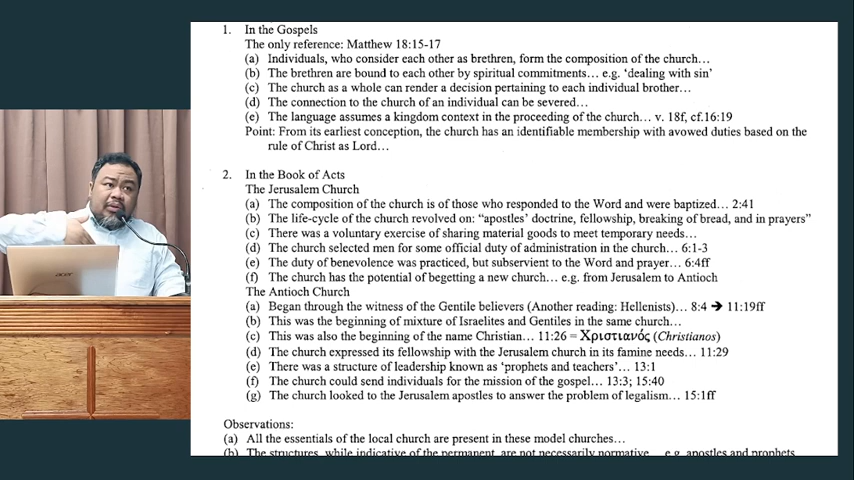 1. In the Gospels
The only reference: Matthew 18:15-17
(a) Individuals, who consider each other as brethren, form the composition of the church…
(b) The brethren are bound to each other by spiritual commitments… e.g. ‘dealing with sin’
(c) The church as a whole can render a decision pertaining to each individual brother…
(d) The connection to the church of an individual can be severed…
(e) The language assumes a kingdom context in the proceeding of the church… v. 18f, cf.16:19
Point: From its earliest conception, the church has an identifiable membership with avowed duties based on the
rule of Christ as Lord…
2. In the Book of Acts
The Jerusalem Church
(a) The composition of the church is of those who responded to the Word and were baptized… 2:41
(b) The life-cycle of the church revolved on: “apostles’ doctrine, fellowship, breaking of bread, and in prayers”
(c) There was a voluntary exercise of sharing material goods to meet temporary needs…
(d) The church selected men for some official duty of administration in the church… 6:1-3
(e) The duty of benevolence was practiced, but subservient to the Word and prayer… 6:4ff
(f) The church has the potential of begetting a new church… e.g. from Jerusalem to Antioch
The Antioch Church
(a) Began through the witness of the Gentile believers (Another reading: Hellenists)… 8:4 ➔ 11:19ff
(b) This was the beginning of mixture of Israelites and Gentiles in the same church…
(c) This was also the beginning of the name Christian… 11:26 = Χριστιανός (Christianos)
(d) The church expressed its fellowship with the Jerusalem church in its famine needs… 11:29
(e) There was a structure of leadership known as ‘prophets and teachers’… 13:1
(f) The church could send individuals for the mission of the gospel… 13:3; 15:40
(g) The church looked to the Jerusalem apostles to answer the problem of legalism… 15:1ff
Observations:
(a) All the essentials of the local church are present in these model churches…
(b) The structures, while indicative of the permanent, are not necessarily normative… e.g. apostles and prophets
acer